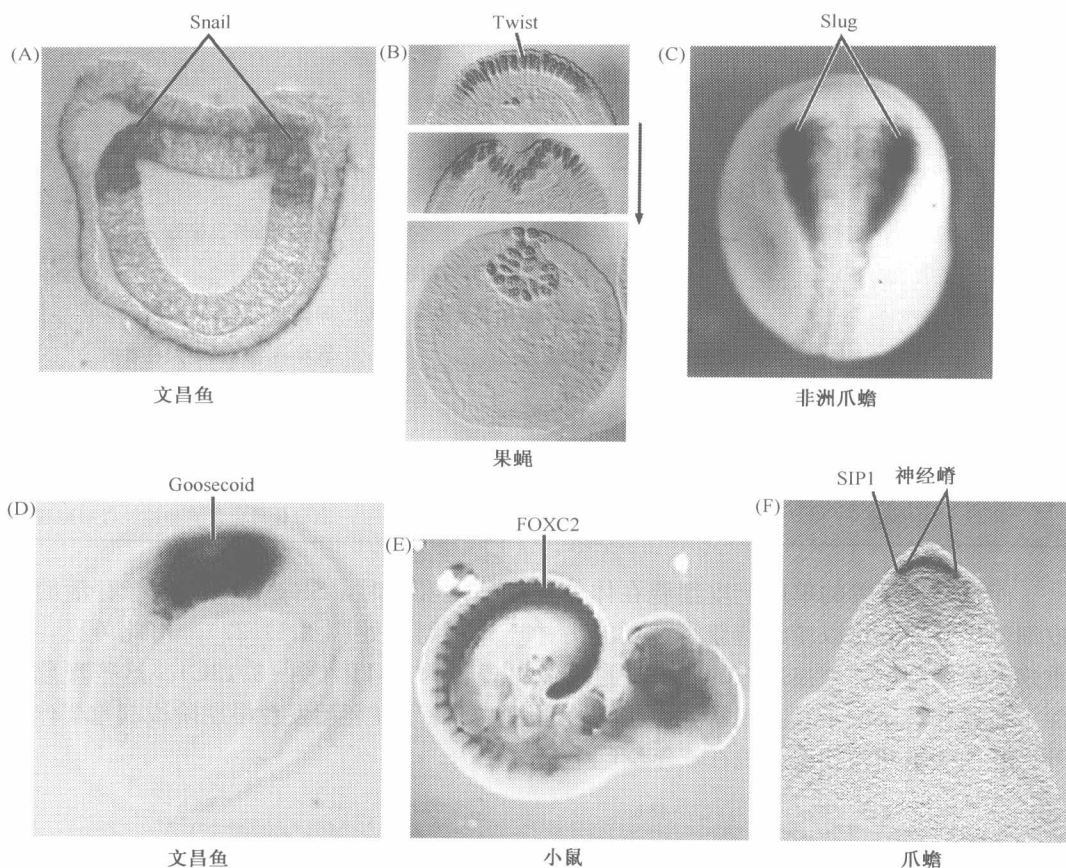 Snail
(A)
文昌鱼
Twist
(B)
果蝇
Slug
(C)
非洲爪蟾
Goosecoid
(D)
文昌鱼
FOXC2
(E)
小鼠
SIP1 神经嵴
(F)
爪蟾